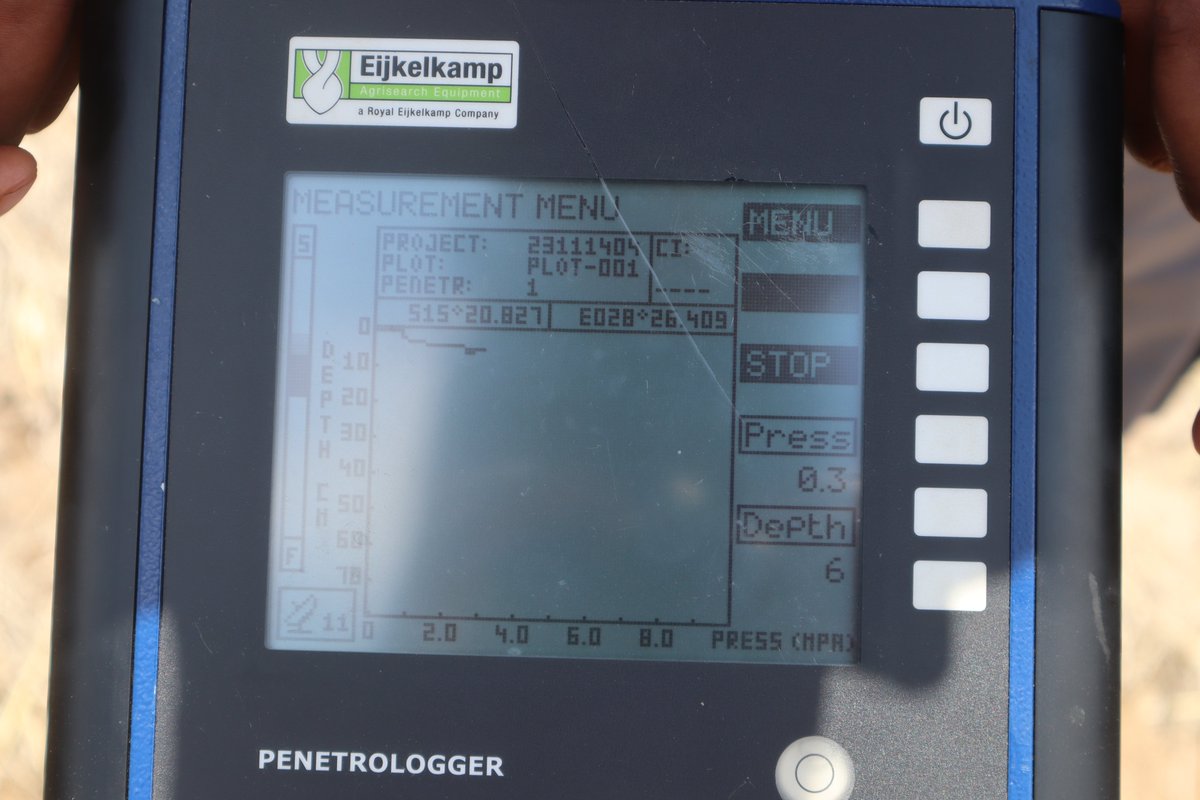 Eijkelkamp
Agrisearch Equipment
a Royal Eijkelkamp Company
MEASUREMENT MENU
MENU
S
PROJECT: 23111404 CI:
PLOT: PLOT-001
PENETR: 1 ----
S15°20.827 E028°26.409
DEPTH CM
0
10
20
30
40
50
60
70
STOP
Press
0.3
Depth
6
F
11
0 2.0 4.0 6.0 8.0 PRESS (MPA)
PENETROLOGGER